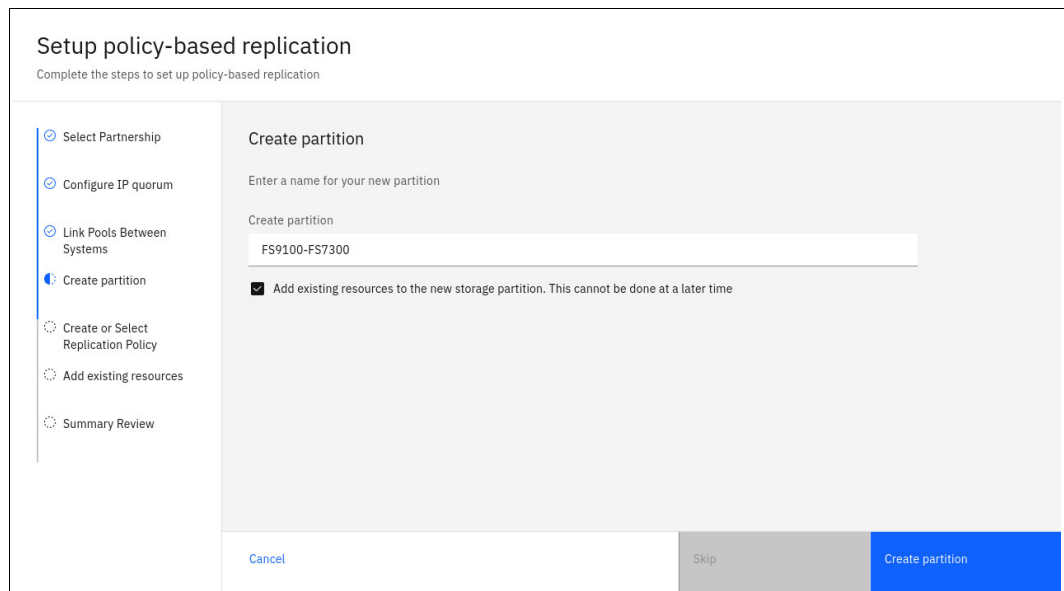 Setup policy-based replication
Complete the steps to set up policy-based replication
Select Partnership
Configure IP quorum
Link Pools Between
Systems
Create partition
Create or Select
Replication Policy
Add existing resources
Summary Review
Create partition
Enter a name for your new partition
Create partition
FS9100-FS7300
Add existing resources to the new storage partition. This cannot be done at a later time
Cancel
Skip
Create partition